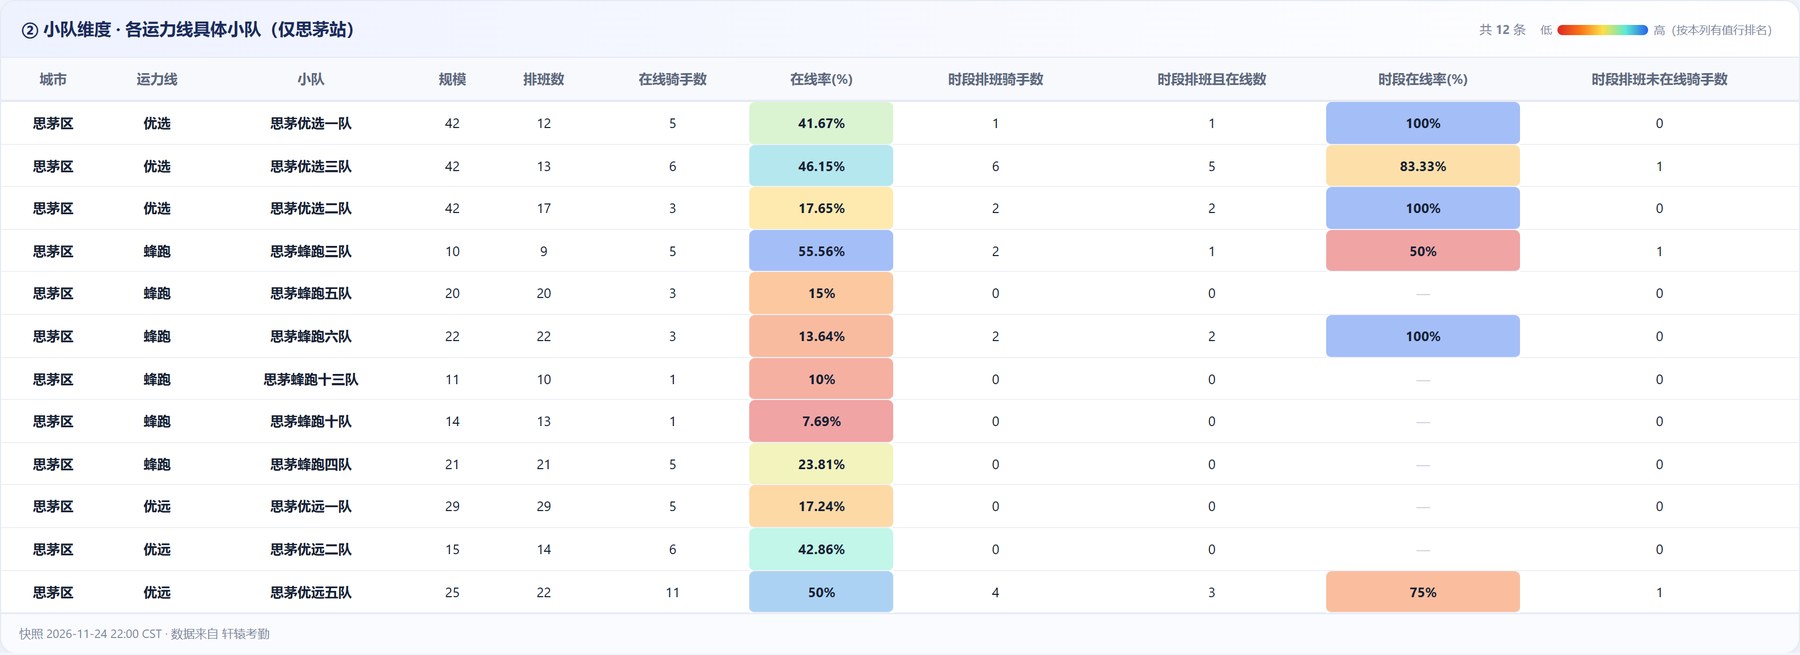 ② 小队维度 · 各运力线具体小队（仅思茅站）
共 12 条 低 高 (按本列有值行排名)
城市 运力线 小队 规模 排班数 在线骑手数 在线率(%) 时段排班骑手数 时段排班且在线数 时段在线率(%) 时段排班未在线骑手数
思茅区 优选 思茅优选一队 42 12 5 41.67% 1 1 100% 0
思茅区 优选 思茅优选三队 42 13 6 46.15% 6 5 83.33% 1
思茅区 优选 思茅优选二队 42 17 3 17.65% 2 2 100% 0
思茅区 蜂跑 思茅蜂跑三队 10 9 5 55.56% 2 1 50% 1
思茅区 蜂跑 思茅蜂跑五队 20 20 3 15% 0 0 — 0
思茅区 蜂跑 思茅蜂跑六队 22 22 3 13.64% 2 2 100% 0
思茅区 蜂跑 思茅蜂跑十三队 11 10 1 10% 0 0 — 0
思茅区 蜂跑 思茅蜂跑十队 14 13 1 7.69% 0 0 — 0
思茅区 蜂跑 思茅蜂跑四队 21 21 5 23.81% 0 0 — 0
思茅区 优远 思茅优远一队 29 29 5 17.24% 0 0 — 0
思茅区 优远 思茅优远二队 15 14 6 42.86% 0 0 — 0
思茅区 优远 思茅优远五队 25 22 11 50% 4 3 75% 1
快照 2026-11-24 22:00 CST · 数据来自 轩辕考勤